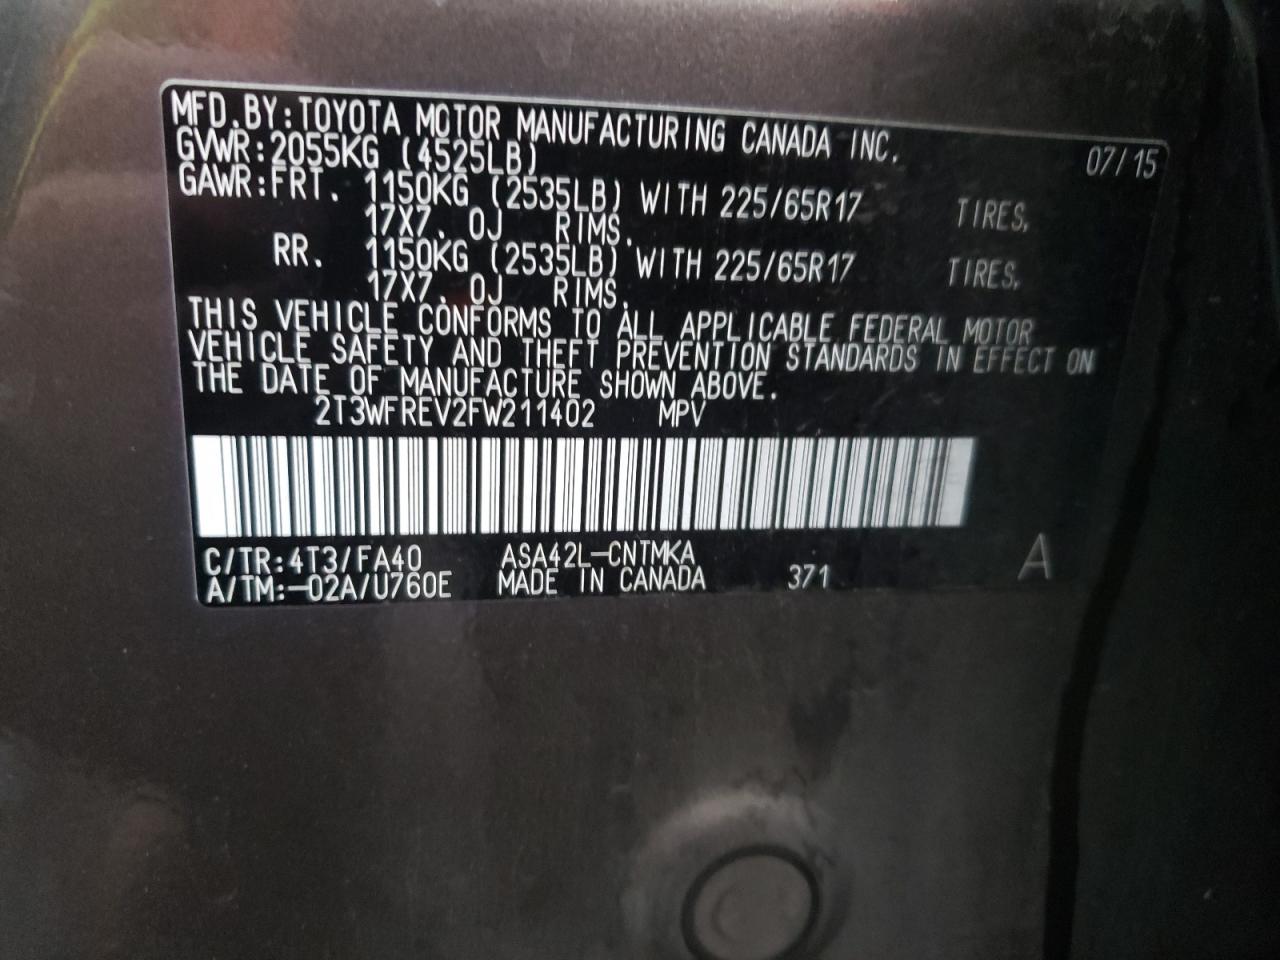 MFD.BY:TOYOTA MOTOR MANUFACTURING CANADA INC. 07/15
GVWR:2055KG (4525LB)
GAWR:FRT. 1150KG (2535LB) WITH 225/65R17 TIRES,
17X7.0J RIMS.
RR. 1150KG (2535LB) WITH 225/65R17 TIRES,
17X7.0J RIMS.
THIS VEHICLE CONFORMS TO ALL APPLICABLE FEDERAL MOTOR
VEHICLE SAFETY AND THEFT PREVENTION STANDARDS IN EFFECT ON
THE DATE OF MANUFACTURE SHOWN ABOVE.
2T3WFREV2FW211402 MPV
C/TR:4T3/FA40 ASA42L-CNTMKA A
A/TM:-02A/U760E MADE IN CANADA 371